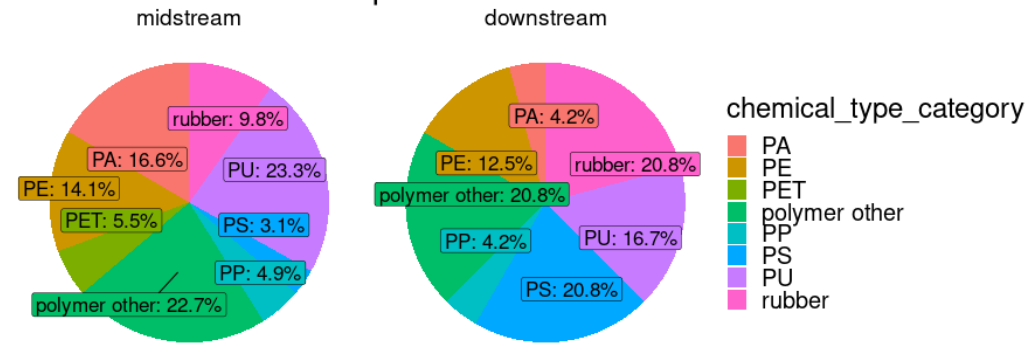 midstream
rubber: 9.8%
PA: 16.6%
PU: 23.3%
PE: 14.1%
PET: 5.5%
PS: 3.1%
PP: 4.9%
polymer other: 22.7%
downstream
PA: 4.2%
PE: 12.5%
rubber: 20.8%
polymer other: 20.8%
PP: 4.2%
PU: 16.7%
PS: 20.8%
chemical_type_category
PA
PE
PET
polymer other
PP
PS
PU
rubber